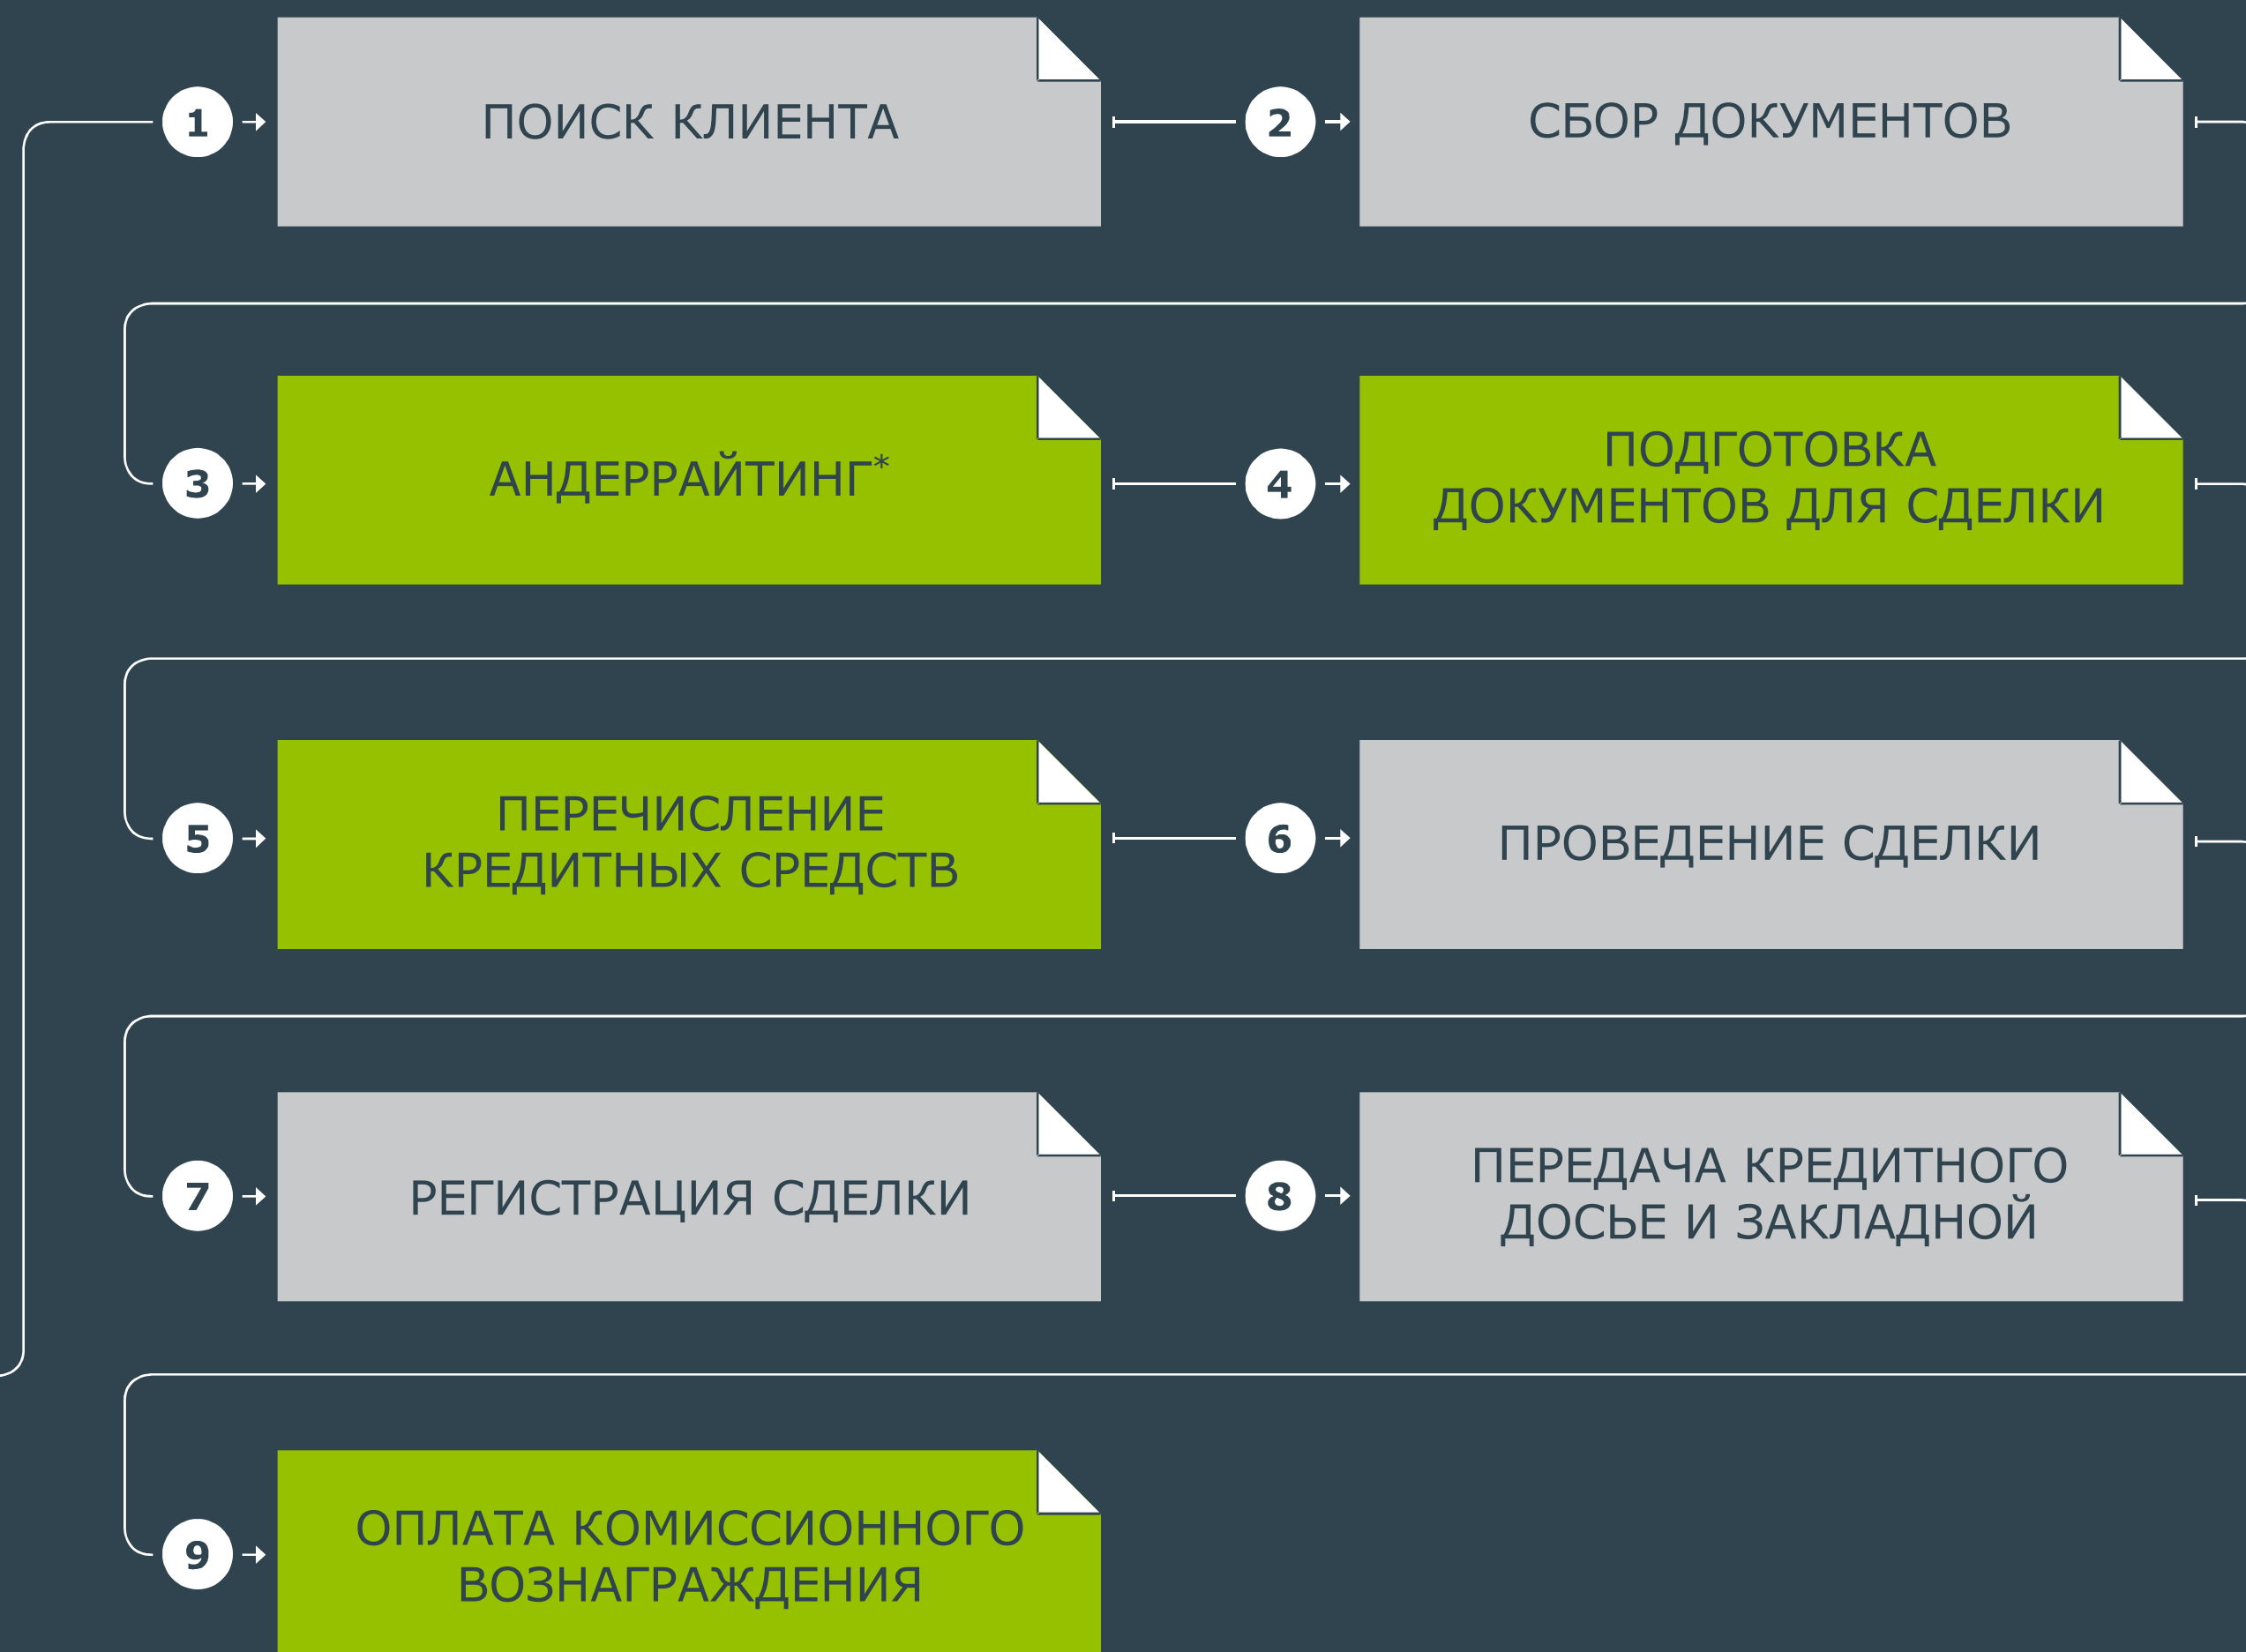 1
ПОИСК КЛИЕНТА
2
СБОР ДОКУМЕНТОВ
3
АНДЕРРАЙТИНГ*
4
ПОДГОТОВКА
ДОКУМЕНТОВ ДЛЯ СДЕЛКИ
5
ПЕРЕЧИСЛЕНИЕ
КРЕДИТНЫХ СРЕДСТВ
6
ПРОВЕДЕНИЕ СДЕЛКИ
7
РЕГИСТРАЦИЯ СДЕЛКИ
8
ПЕРЕДАЧА КРЕДИТНОГО
ДОСЬЕ И ЗАКЛАДНОЙ
9
ОПЛАТА КОМИССИОННОГО
ВОЗНАГРАЖДЕНИЯ